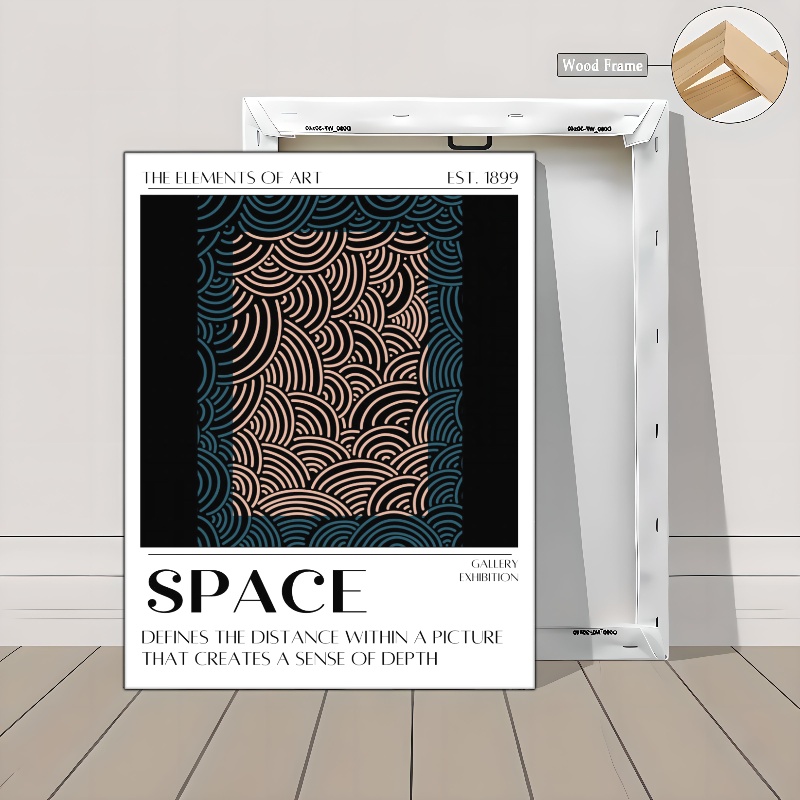 Wood Frame
THE ELEMENTS OF ART
EST. 1899
GALLERY
EXHIBITION
SPACE
DEFINES THE DISTANCE WITHIN A PICTURE
THAT CREATES A SENSE OF DEPTH